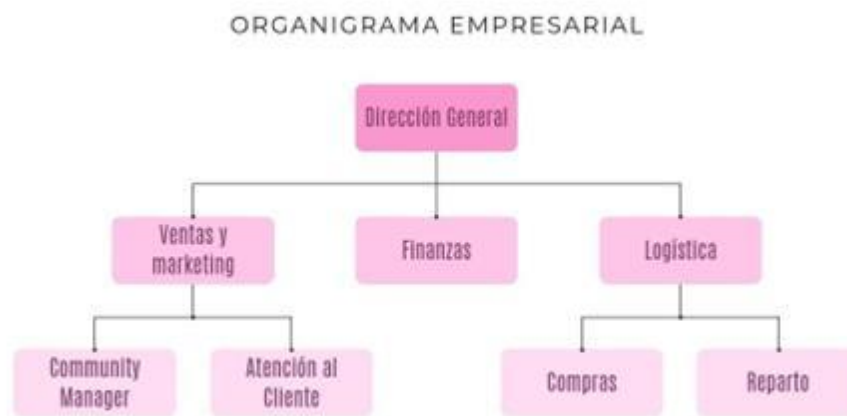 ORGANIGRAMA EMPRESARIAL
Dirección General
Ventas y
marketing
Finanzas
Logística
Community
Manager
Atención al
Cliente
Compras
Reparto